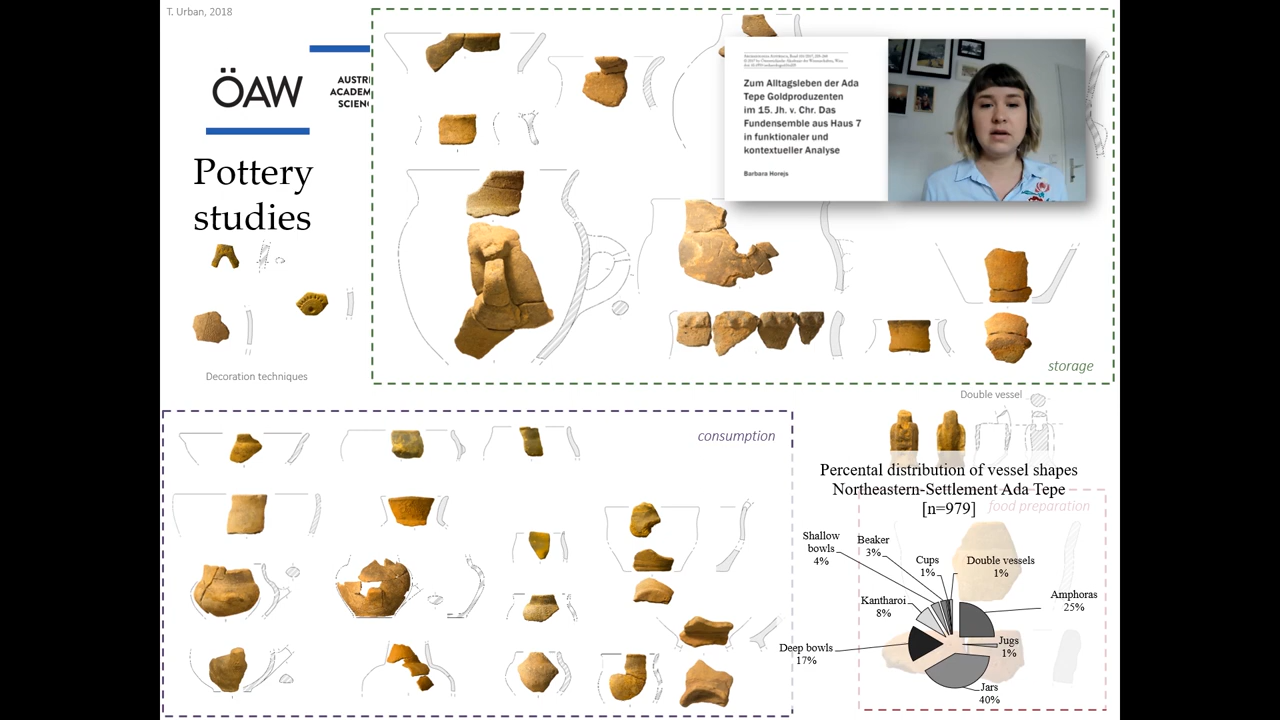 T. Urban, 2018
ÖAW
Pottery
studies
Decoration techniques
Zum Alltagsleben der Ada
Tepe Goldproduzenten
im 15. Jh. v. Chr. Das
Fundensemble aus Haus 7
in funktionaler und
kontextueller Analyse
Barbara Horejs
storage
consumption
Double vessel
Percental distribution of vessel shapes
Northeastern-Settlement Ada Tepe
[n=979]
food preparation
Shallow
bowls
4%
Beaker
3%
Cups
1%
Double vessels
1%
Kantharoi
8%
Amphoras
25%
Deep bowls
17%
Jugs
1%
Jars
40%